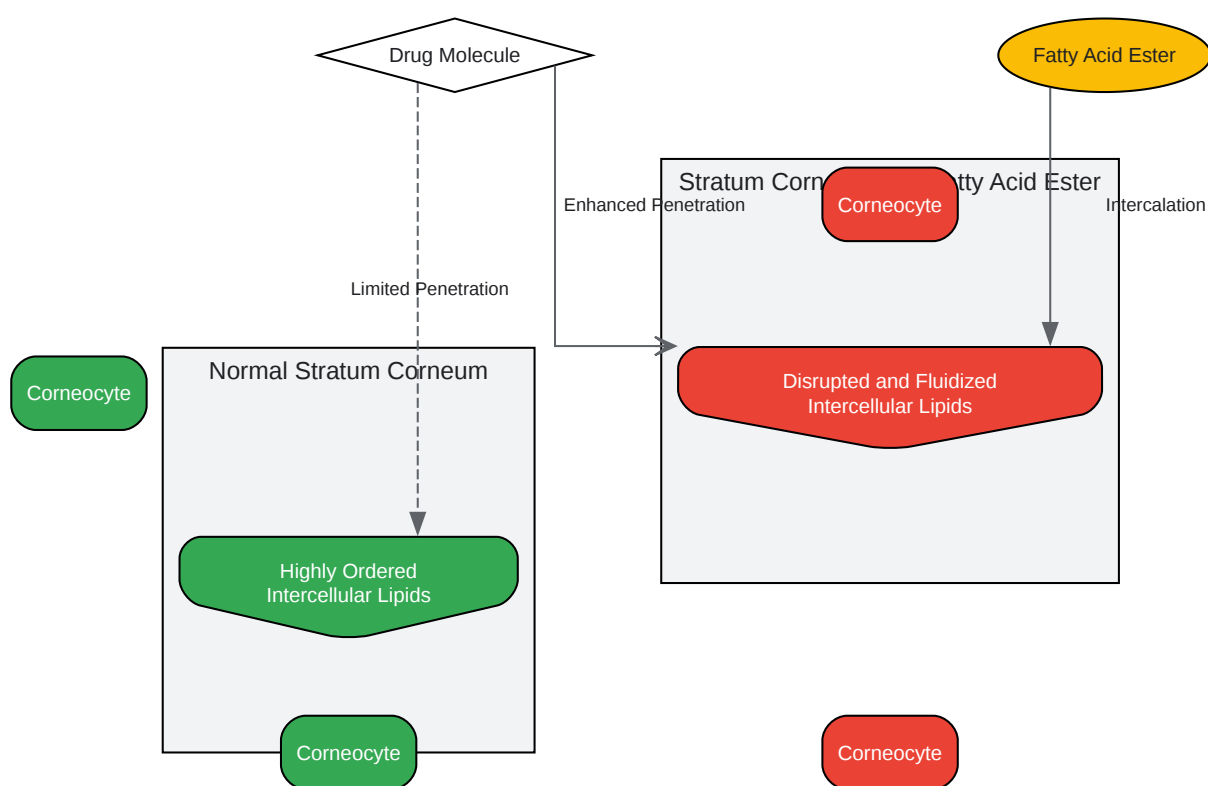 Drug Molecule
Fatty Acid Ester
Stratum Corn
tty Acid Ester
Corneocyte
Enhanced Penetration
Intercalation
Limited Penetration
Normal Stratum Corneum
Corneocyte
Disrupted and Fluidized
Intercellular Lipids
Highly Ordered
Intercellular Lipids
Corneocyte
Corneocyte